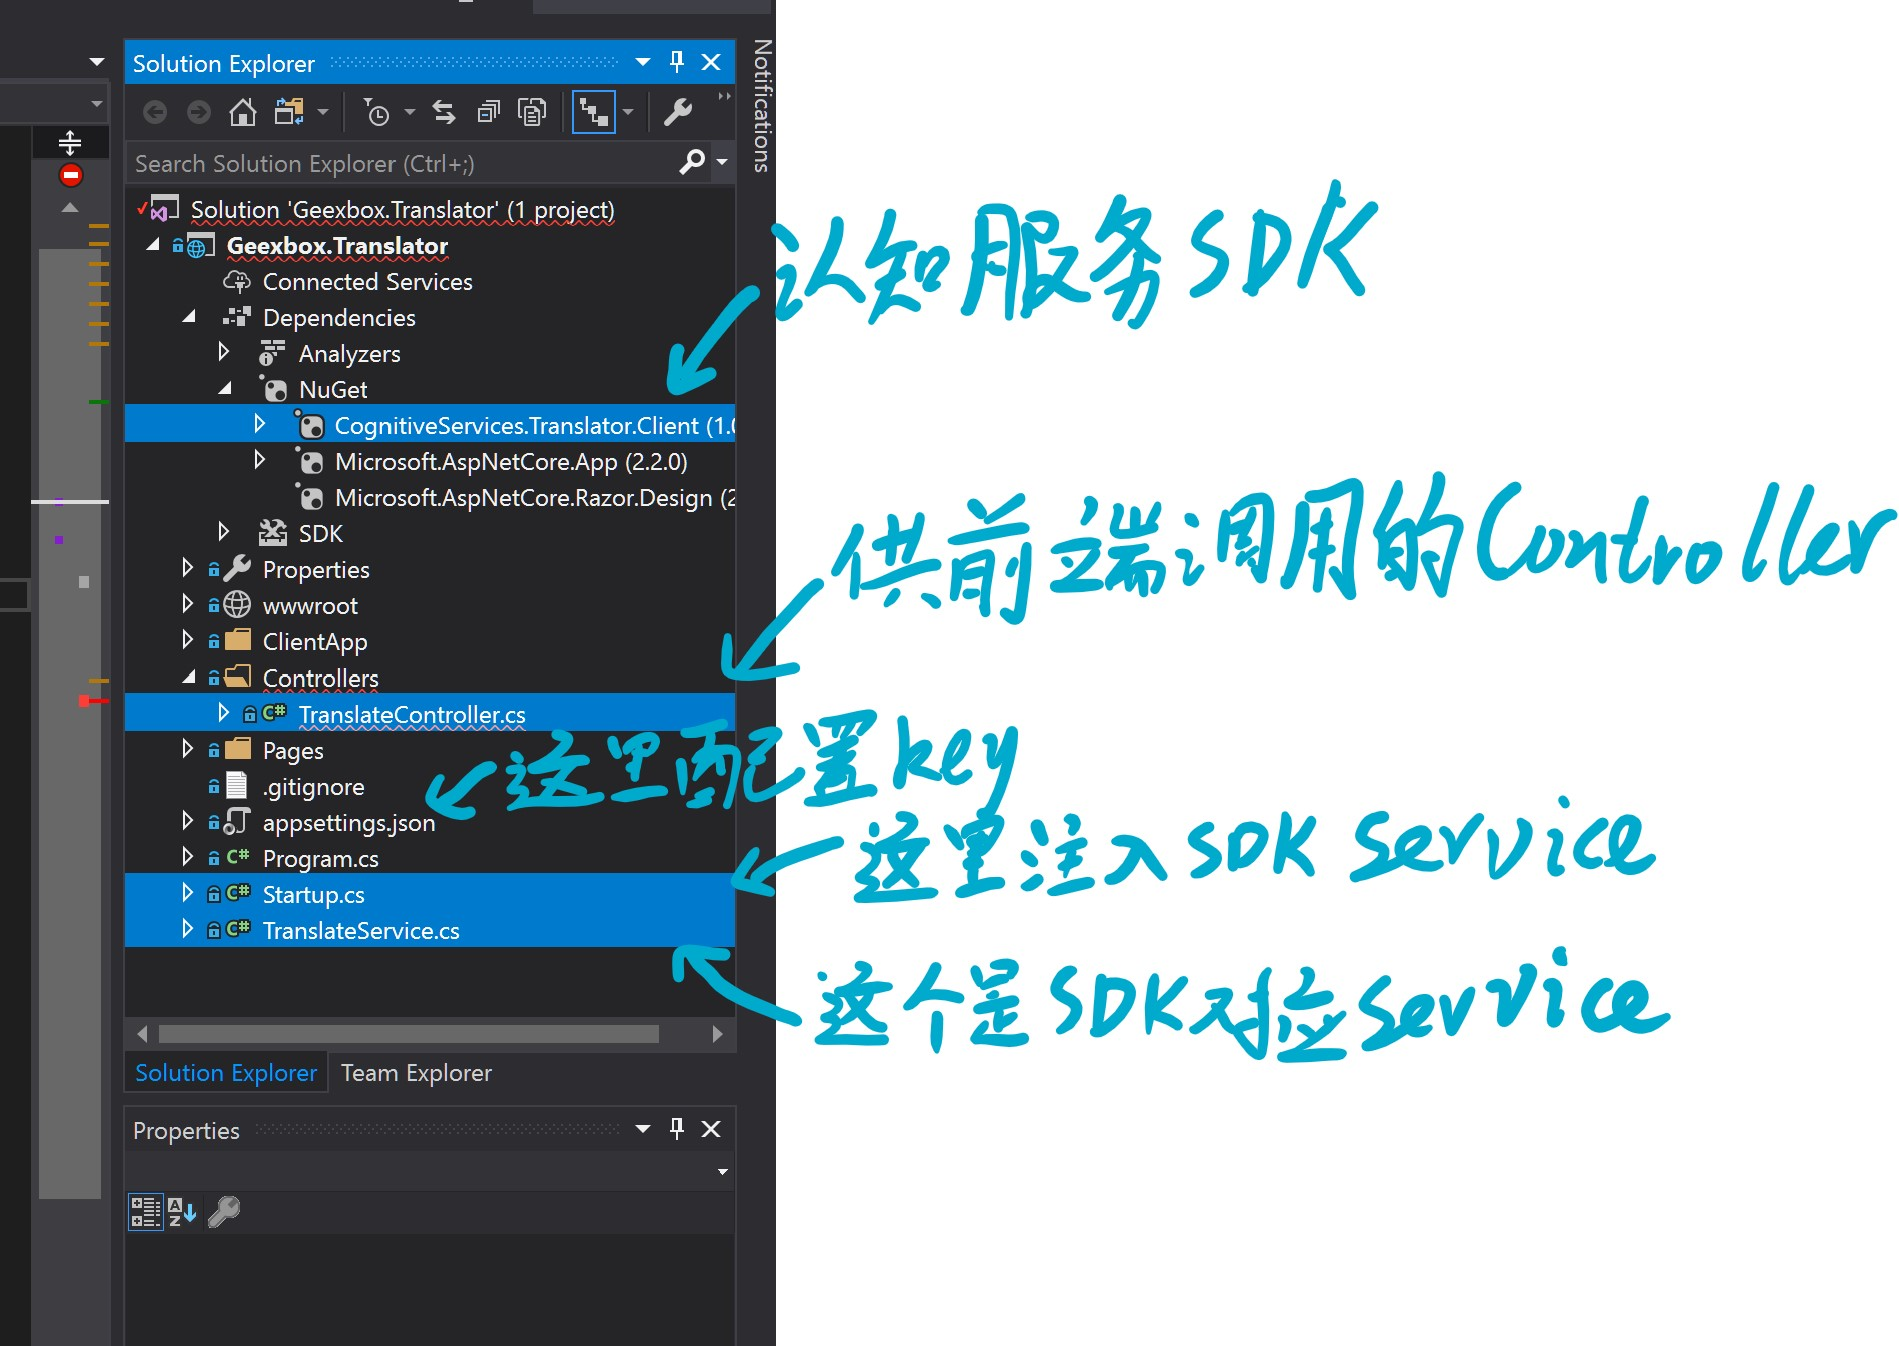 Solution Explorer
Notifications
Search Solution Explorer (Ctrl+;)
Solution 'Geexbox.Translator' (1 project)
Geexbox.Translator
Connected Services
Dependencies
Analyzers
NuGet
CognitiveServices.Translator.Client (1.0
认知服务SDK
Microsoft.AspNetCore.App (2.2.0)
Microsoft.AspNetCore.Razor.Design (2
SDK
Properties
供前端调用的Controller
wwwroot
ClientApp
Controllers
TranslateController.cs
Pages
这里配置key
.gitignore
appsettings.json
Program.cs
这里注入SDK Service
Startup.cs
TranslateService.cs
这个是SDK对应Service
Solution Explorer
Team Explorer
Properties